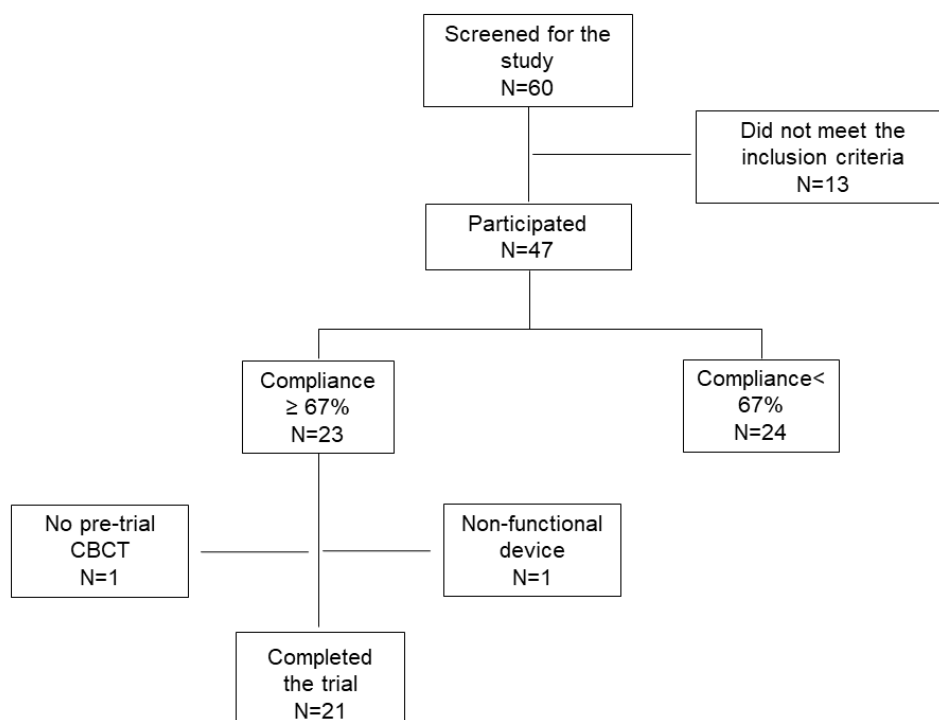 Screened for the
study
N=60
Did not meet the
inclusion criteria
N=13
Participated
N=47
Compliance
≥ 67%
N=23
Compliance<
67%
N=24
No pre-trial
CBCT
N=1
Non-functional
device
N=1
Completed
the trial
N=21